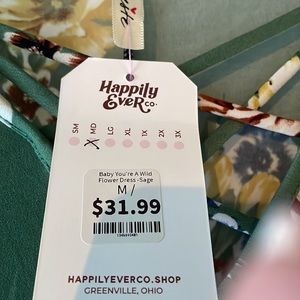 Happily
Ever co.
SM
MD
LG
XL
1X
2X
3X
Baby You're A Wild
Flower Dress -Sage
M /
$31.99
HAPPILYEVERCO.SHOP
GREENVILLE, OHIO